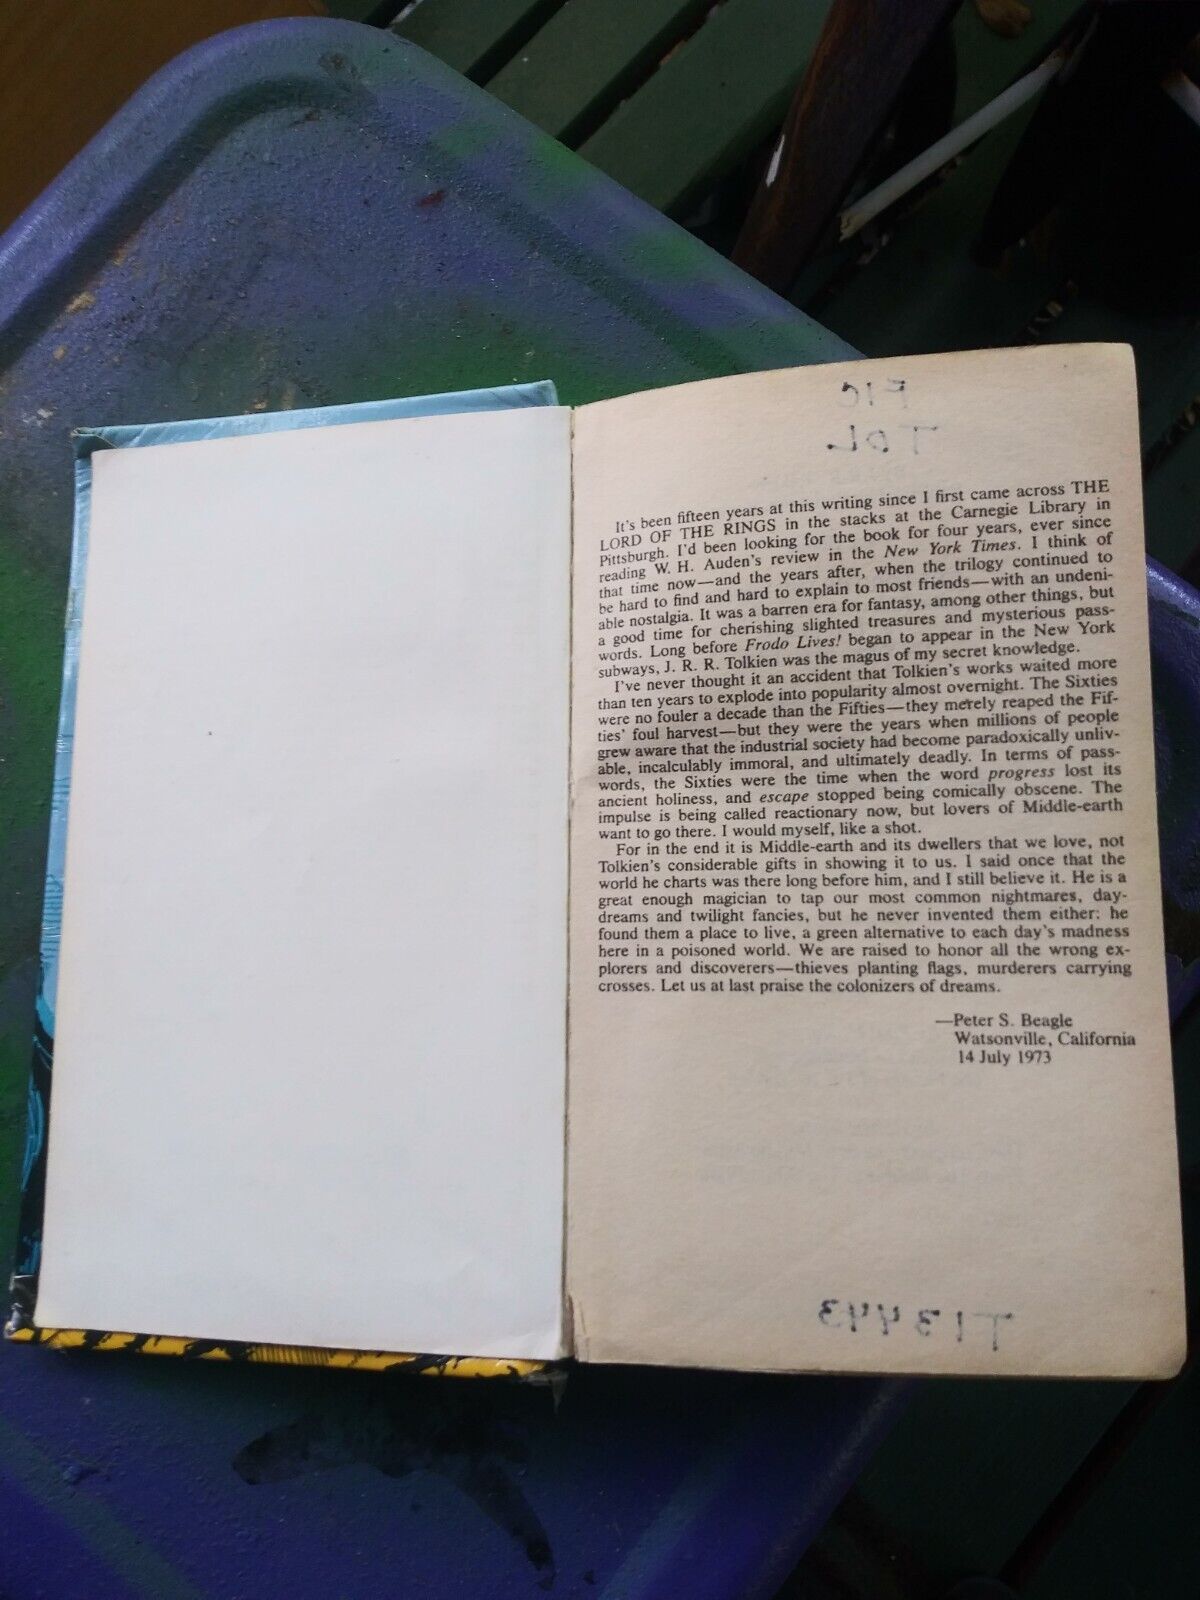 FIC
TOL
It's been fifteen years at this writing since I first came across THE
LORD OF THE RINGS in the stacks at the Carnegie Library in
Pittsburgh. I'd been looking for the book for four years, ever since
reading W. H. Auden's review in the New York Times. I think of
that time now—and the years after, when the trilogy continued to
be hard to find and hard to explain to most friends—with an undeni-
able nostalgia. It was a barren era for fantasy, among other things, but
a good time for cherishing slighted treasures and mysterious pass-
words. Long before Frodo Lives! began to appear in the New York
subways, J. R. R. Tolkien was the magus of my secret knowledge.
I've never thought it an accident that Tolkien's works waited more
than ten years to explode into popularity almost overnight. The Sixties
were no fouler a decade than the Fifties—they merely reaped the Fif-
ties' foul harvest—but they were the years when millions of people
grew aware that the industrial society had become paradoxically unliv-
able, incalculably immoral, and ultimately deadly. In terms of pass-
words, the Sixties were the time when the word progress lost its
ancient holiness, and escape stopped being comically obscene. The
impulse is being called reactionary now, but lovers of Middle-earth
want to go there. I would myself, like a shot.
For in the end it is Middle-earth and its dwellers that we love, not
Tolkien's considerable gifts in showing it to us. I said once that the
world he charts was there long before him, and I still believe it. He is a
great enough magician to tap our most common nightmares, day-
dreams and twilight fancies, but he never invented them either: he
found them a place to live, a green alternative to each day's madness
here in a poisoned world. We are raised to honor all the wrong ex-
plorers and discoverers—thieves planting flags, murderers carrying
crosses. Let us at last praise the colonizers of dreams.
—Peter S. Beagle
Watsonville, California
14 July 1973
T13443